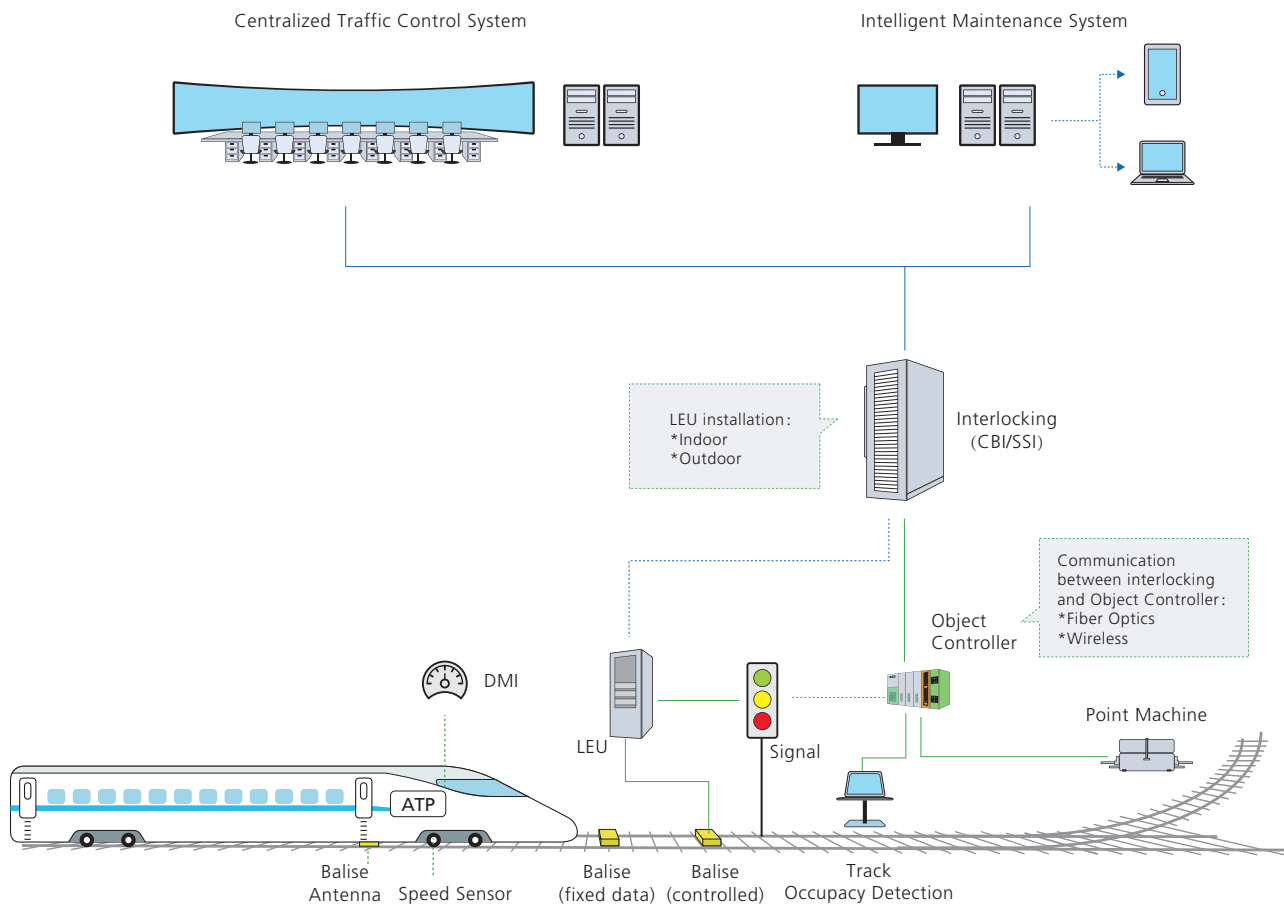 Centralized Traffic Control System
Intelligent Maintenance System
LEU installation:
*Indoor
*Outdoor
Interlocking
(CBI/SSI)
Communication
between interlocking
and Object Controller:
*Fiber Optics
*Wireless
Object
Controller
DMI
Point Machine
LEU
Signal
ATP
Balise
Antenna
Speed Sensor
Balise
(fixed data)
Balise
(controlled)
Track
Occupancy Detection